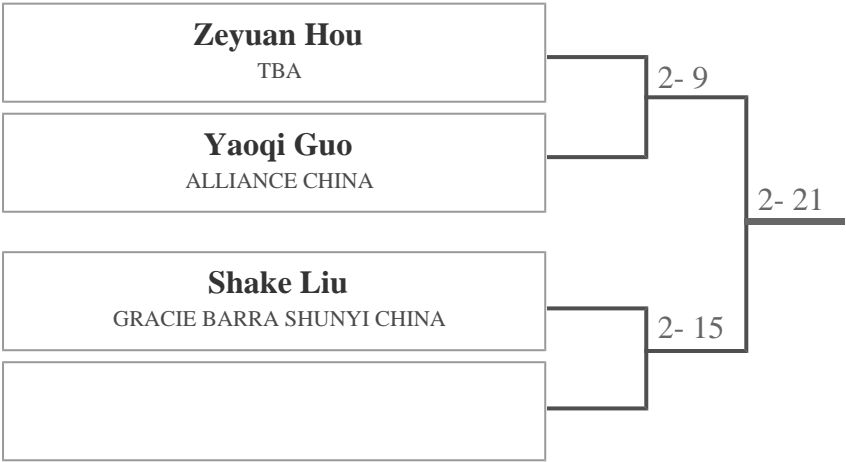 Zeyuan Hou
TBA
2- 9
Yaoqi Guo
ALLIANCE CHINA
2- 21
Shake Liu
GRACIE BARRA SHUNYI CHINA
2- 15